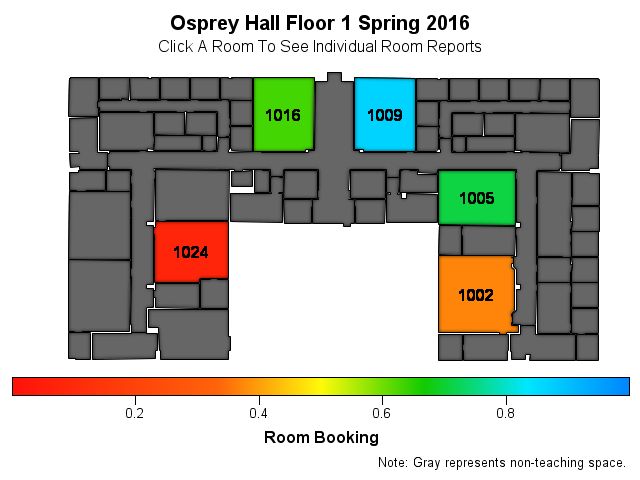 Osprey Hall Floor 1 Spring 2016
Click A Room To See Individual Room Reports
1016
1009
1005
1024
1002
0.2 0.4 0.6 0.8
Room Booking
Note: Gray represents non-teaching space.